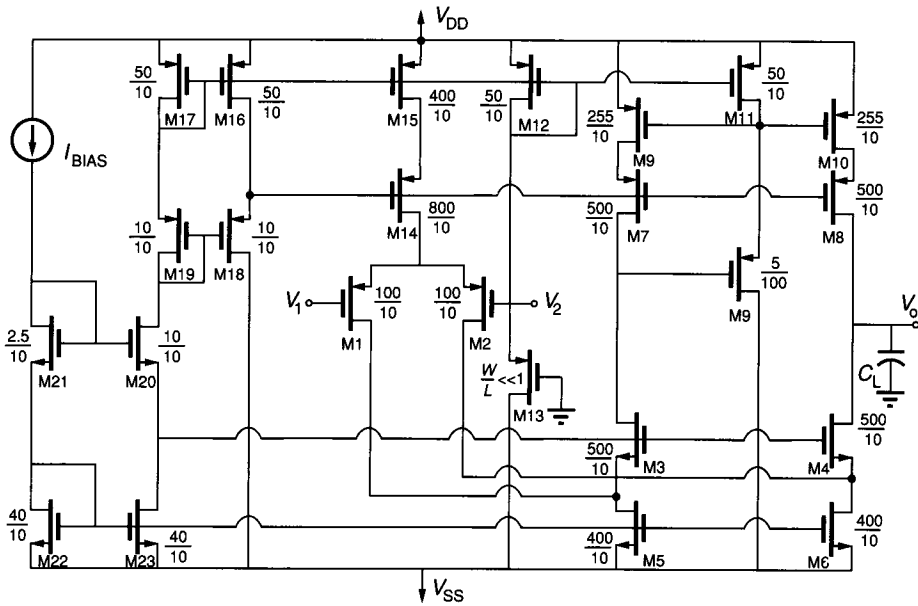 V_DD
50/10
M17
M16
50/10
M15
400/10
50/10
M12
M11
50/10
255/10
M9
M10
255/10
I_BIAS
M14
800/10
500/10
M7
M8
500/10
10/10
M19
M18
10/10
V_1
100/10
M1
100/10
M2
V_2
M9
5/100
V_o
C_L
2.5/10
M21
M20
10/10
W/L <<1
M13
500/10
M3
M4
500/10
40/10
M22
M23
40/10
400/10
M5
M6
400/10
V_SS